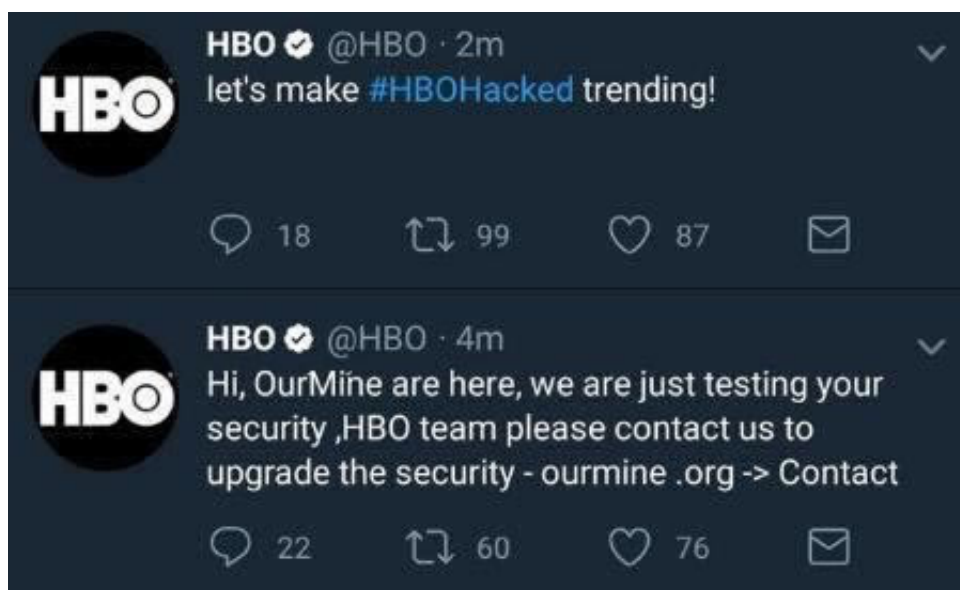 HBO
HBO @HBO · 2m
let's make #HBOHacked trending!
18 99 87
HBO
HBO @HBO · 4m
Hi, OurMine are here, we are just testing your
security ,HBO team please contact us to
upgrade the security - ourmine .org -> Contact
22 60 76